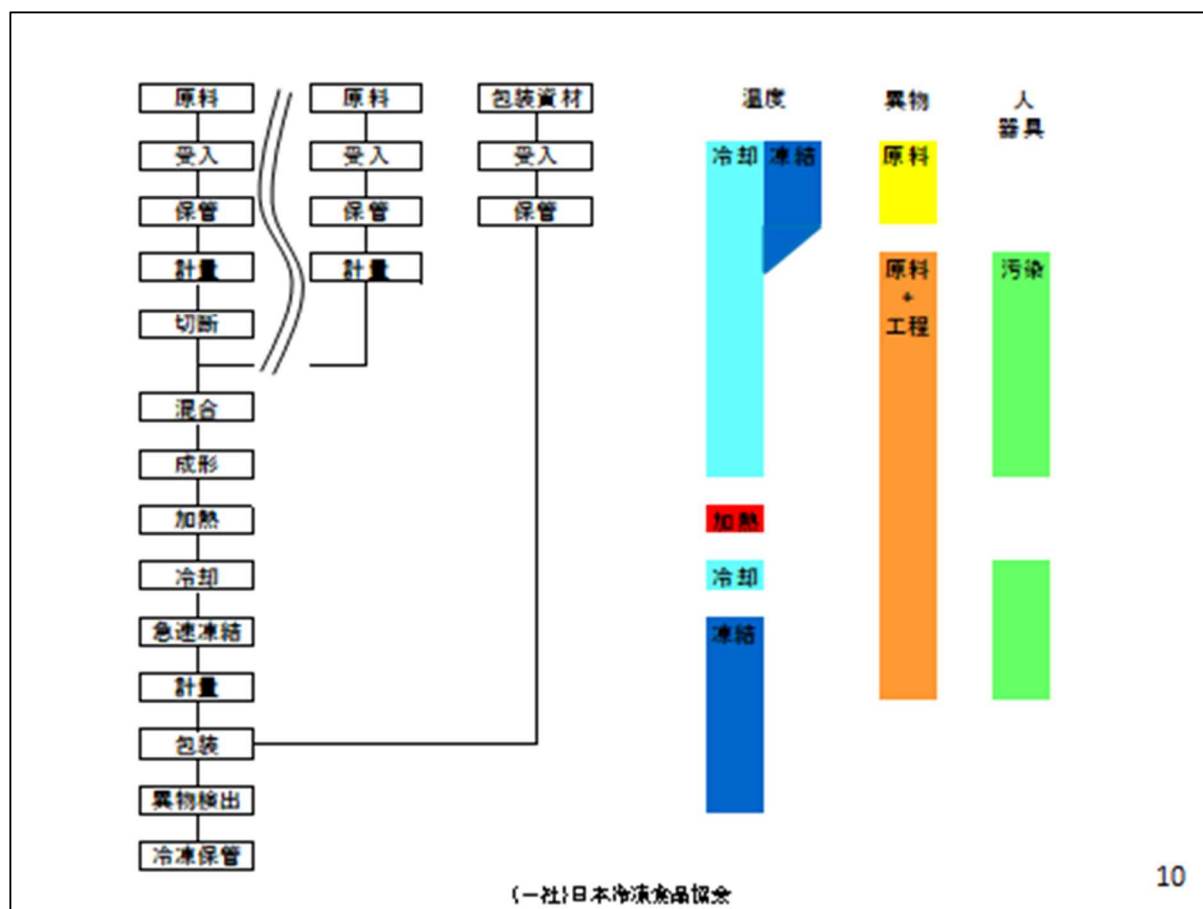 原料
受入
保管
計量
切断
混合
成形
加熱
冷却
急速凍結
計量
包装
異物検出
冷凍保管
原料
受入
保管
計量
包装資材
受入
保管
温度
冷却
凍結
加熱
冷却
凍結
異物
原料
原料
+
工程
人
器具
汚染
(一社)日本冷凍食品協会
10